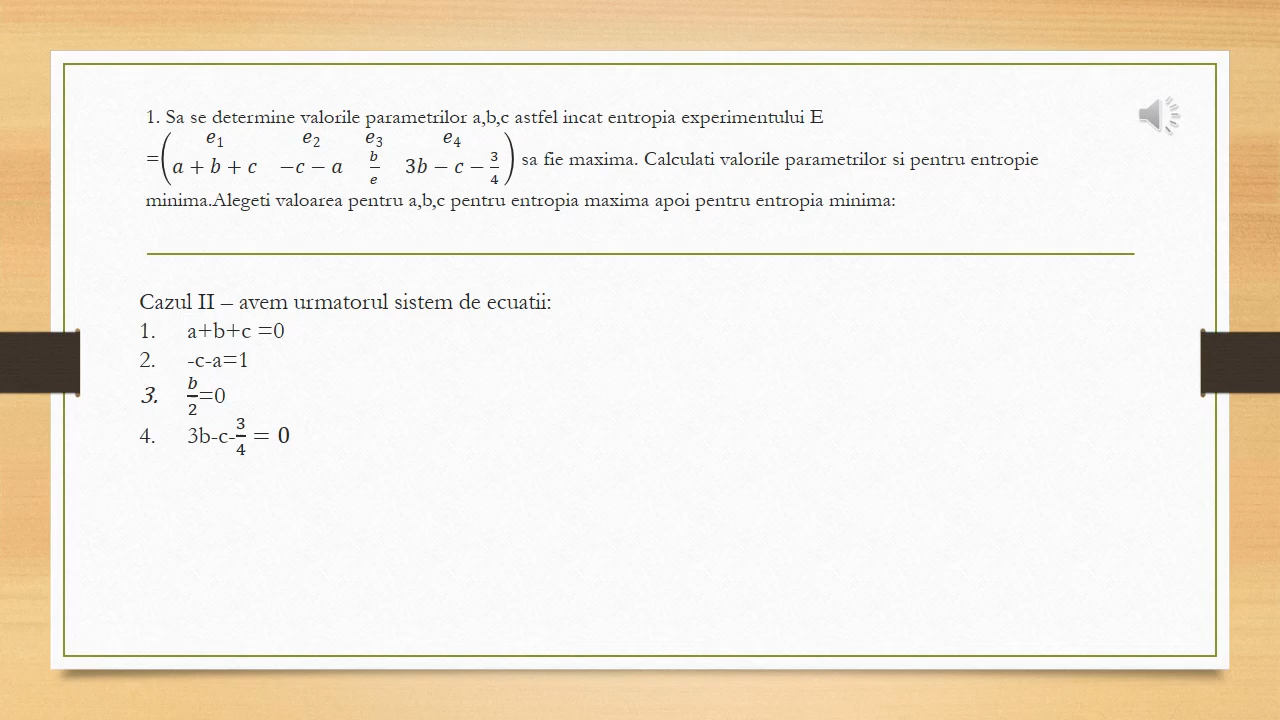 1. Sa se determine valorile parametrilor a,b,c astfel incat entropia experimentului E
=(e₁ e₂ e₃ e₄
a + b + c −c − a b/e 3b − c − 3/4) sa fie maxima. Calculati valorile parametrilor si pentru entropie
minima.Alegeti valoarea pentru a,b,c pentru entropia maxima apoi pentru entropia minima:
Cazul II – avem urmatorul sistem de ecuatii:
1. a+b+c =0
2. -c-a=1
3. b/2=0
4. 3b-c-3/4 = 0